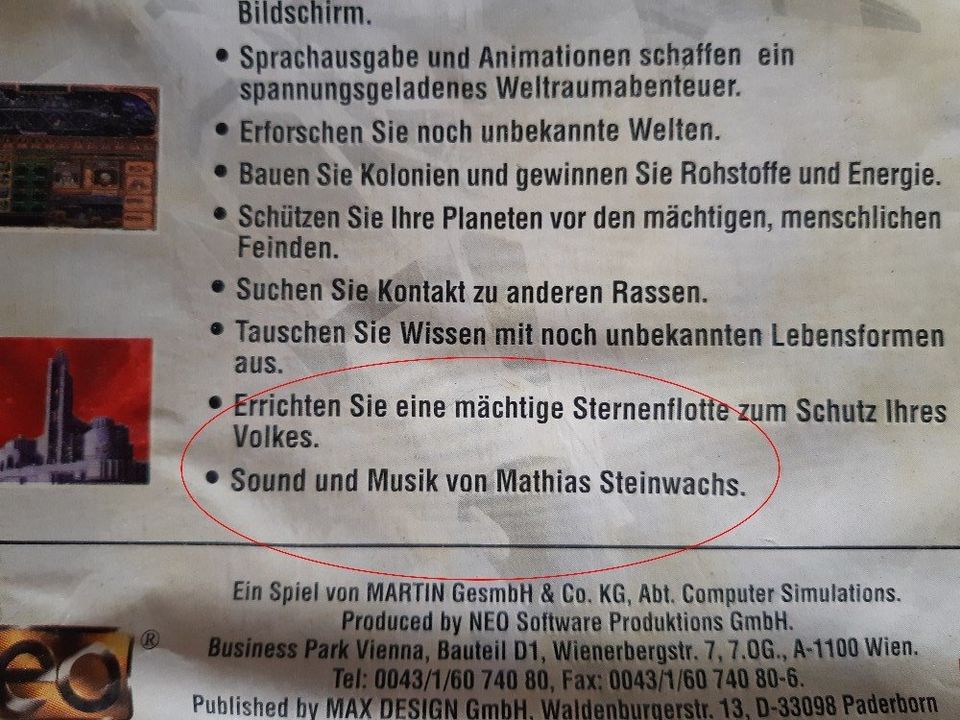 Bildschirm.
• Sprachausgabe und Animationen schaffen ein
spannungsgeladenes Weltraumabenteuer.
• Erforschen Sie noch unbekannte Welten.
• Bauen Sie Kolonien und gewinnen Sie Rohstoffe und Energie.
• Schützen Sie Ihre Planeten vor den mächtigen, menschlichen
Feinden.
• Suchen Sie Kontakt zu anderen Rassen.
• Tauschen Sie Wissen mit noch unbekannten Lebensformen
aus.
• Errichten Sie eine mächtige Sternenflotte zum Schutz Ihres
Volkes.
• Sound und Musik von Mathias Steinwachs.
Ein Spiel von MARTIN GesmbH & Co. KG, Abt. Computer Simulations.
Produced by NEO Software Produktions GmbH.
Business Park Vienna, Bauteil D1, Wienerbergstr. 7, 7.OG., A-1100 Wien.
Tel: 0043/1/60 740 80, Fax: 0043/1/60 740 80-6.
Published by MAX DESIGN GmbH, Waldenburgerstr. 13, D-33098 Paderborn
eo ®